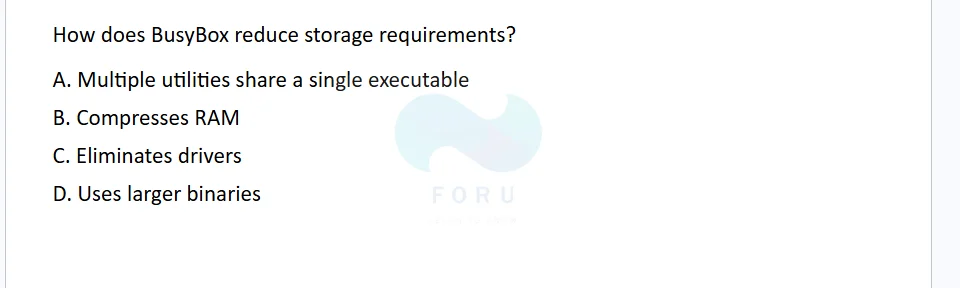 How does BusyBox reduce storage requirements?
A. Multiple utilities share a single executable
B. Compresses RAM
C. Eliminates drivers
D. Uses larger binaries
FORU